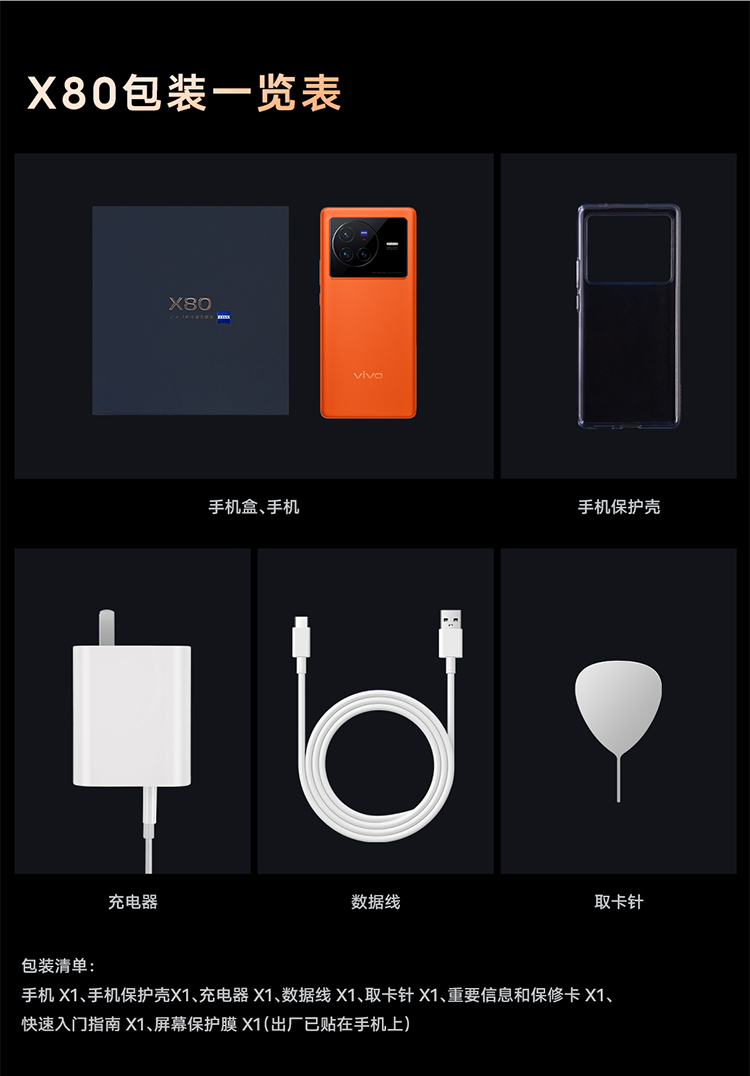 X80包装一览表
X80
ZEISS
vivo
手机盒、手机
手机保护壳
充电器
数据线
取卡针
包装清单：
手机 X1、手机保护壳X1、充电器 X1、数据线 X1、取卡针 X1、重要信息和保修卡 X1、
快速入门指南 X1、屏幕保护膜 X1（出厂已贴在手机上）